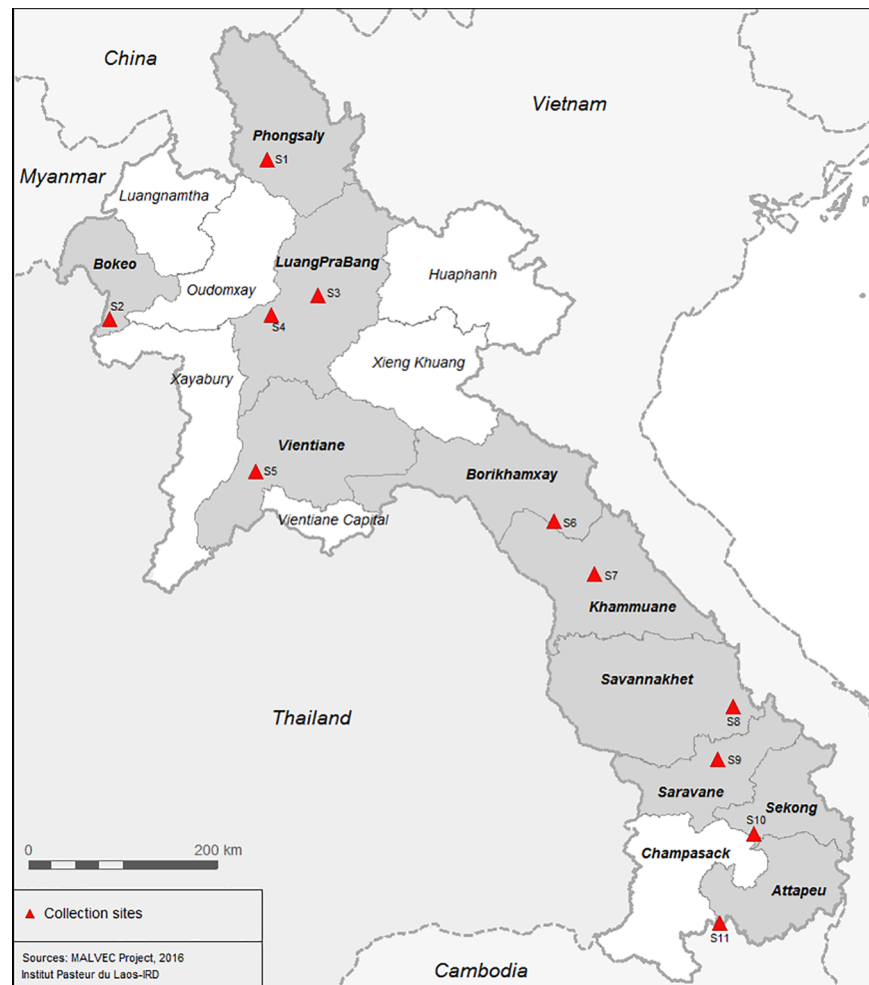 China
Vietnam
Phongsaly
S1
Myanmar
Luangnamtha
Bokeo
LuangPraBang
Huaphanh
Oudomxay
S3
S2
S4
Xieng Khuang
Xayabury
Vientiane
S5
Borikhamxay
Vientiane Capital
S6
S7
Khammuane
Savannakhet
Thailand
S8
S9
Saravane
Sekong
S10
0 200 km
Champasack
Attapeu
Collection sites
S11
Sources: MALVEC Project, 2016
Institut Pasteur du Laos-IRD
Cambodia